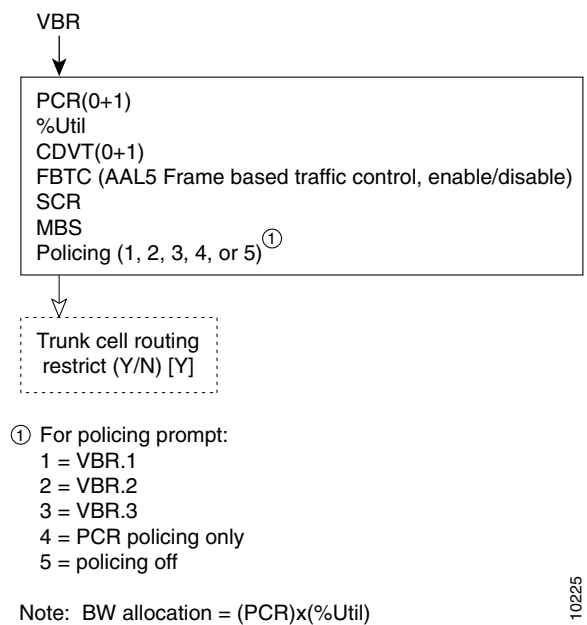 VBR
PCR(0+1)
%Util
CDVT(0+1)
FBTC (AAL5 Frame based traffic control, enable/disable)
SCR
MBS
Policing (1, 2, 3, 4, or 5)①
Trunk cell routing
restrict (Y/N) [Y]
① For policing prompt:
1 = VBR.1
2 = VBR.2
3 = VBR.3
4 = PCR policing only
5 = policing off
Note: BW allocation = (PCR)x(%Util)
10225